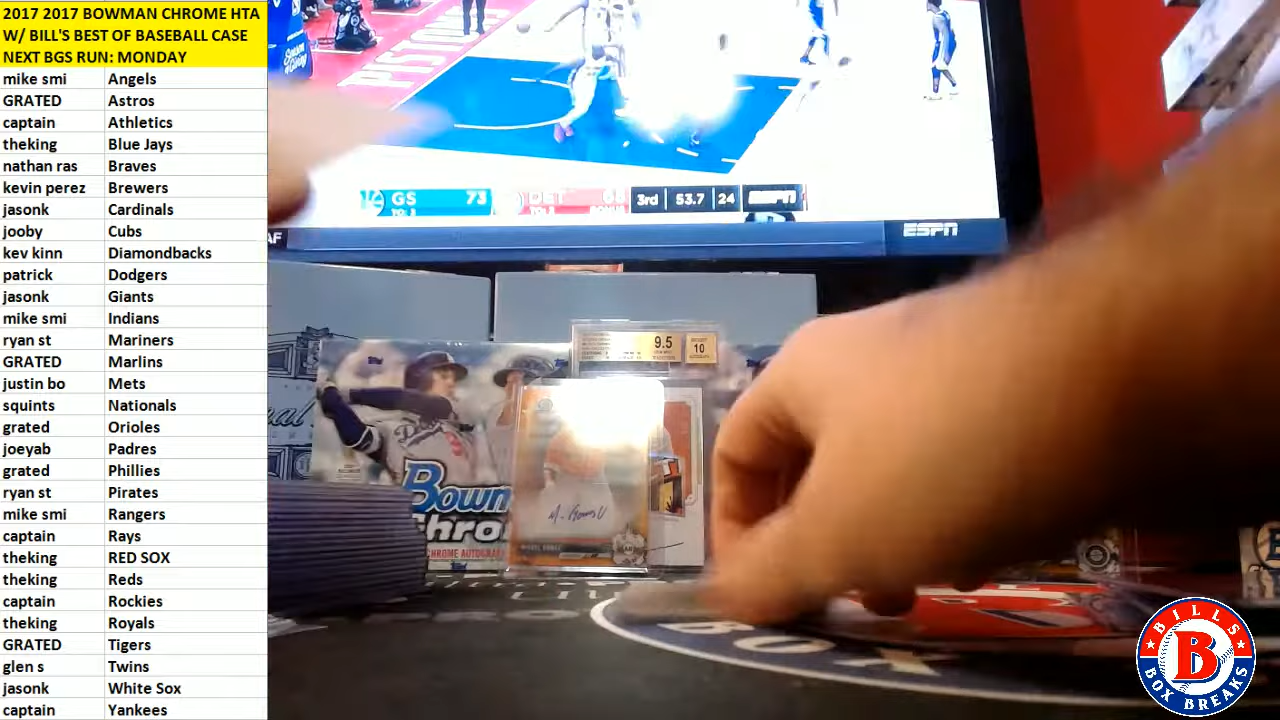 2017 2017 BOWMAN CHROME HTA
W/ BILL'S BEST OF BASEBALL CASE
NEXT BGS RUN: MONDAY
mike smi Angels
GRATED Astros
captain Athletics
theking Blue Jays
nathan ras Braves
kevin perez Brewers
jasonk Cardinals
jooby Cubs
kev kinn Diamondbacks
patrick Dodgers
jasonk Giants
mike smi Indians
ryan st Mariners
GRATED Marlins
justin bo Mets
squints Nationals
grated Orioles
joeyab Padres
grated Phillies
ryan st Pirates
mike smi Rangers
captain Rays
theking RED SOX
theking Reds
captain Rockies
theking Royals
GRATED Tigers
glen s Twins
jasonk White Sox
captain Yankees
PISTONS
GS 73
DET
3rd 53.7 24 ESPN
ESPN
9.5
10
Bowm
Chro
CHROME AUTOGRAP
BOX
BILLS
B
BOX BREAKS